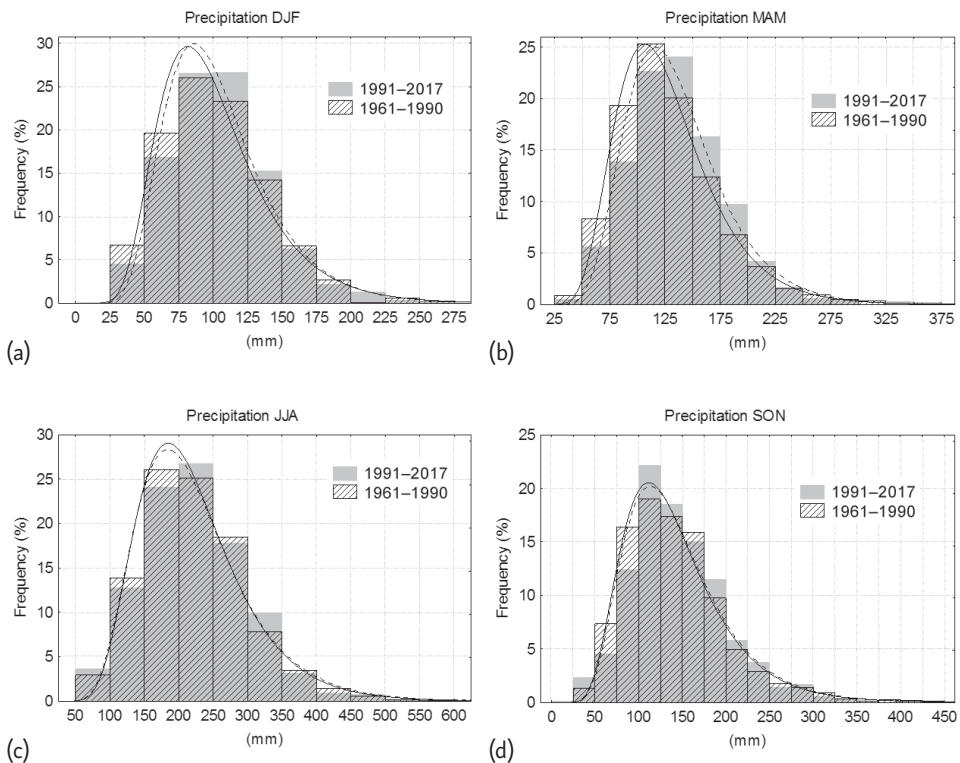 Precipitation DJF
30
25
20
15
10
5
0
Frequency (%)
1991–2017
1961–1990
0 25 50 75 100 125 150 175 200 225 250 275
(mm)
(a)
Precipitation MAM
25
20
15
10
5
0
Frequency (%)
1991–2017
1961–1990
25 75 125 175 225 275 325 375
(mm)
(b)
Precipitation JJA
30
25
20
15
10
5
0
Frequency (%)
1991–2017
1961–1990
50 100 150 200 250 300 350 400 450 500 550 600
(mm)
(c)
Precipitation SON
25
20
15
10
5
0
Frequency (%)
1991–2017
1961–1990
0 50 100 150 200 250 300 350 400 450
(mm)
(d)